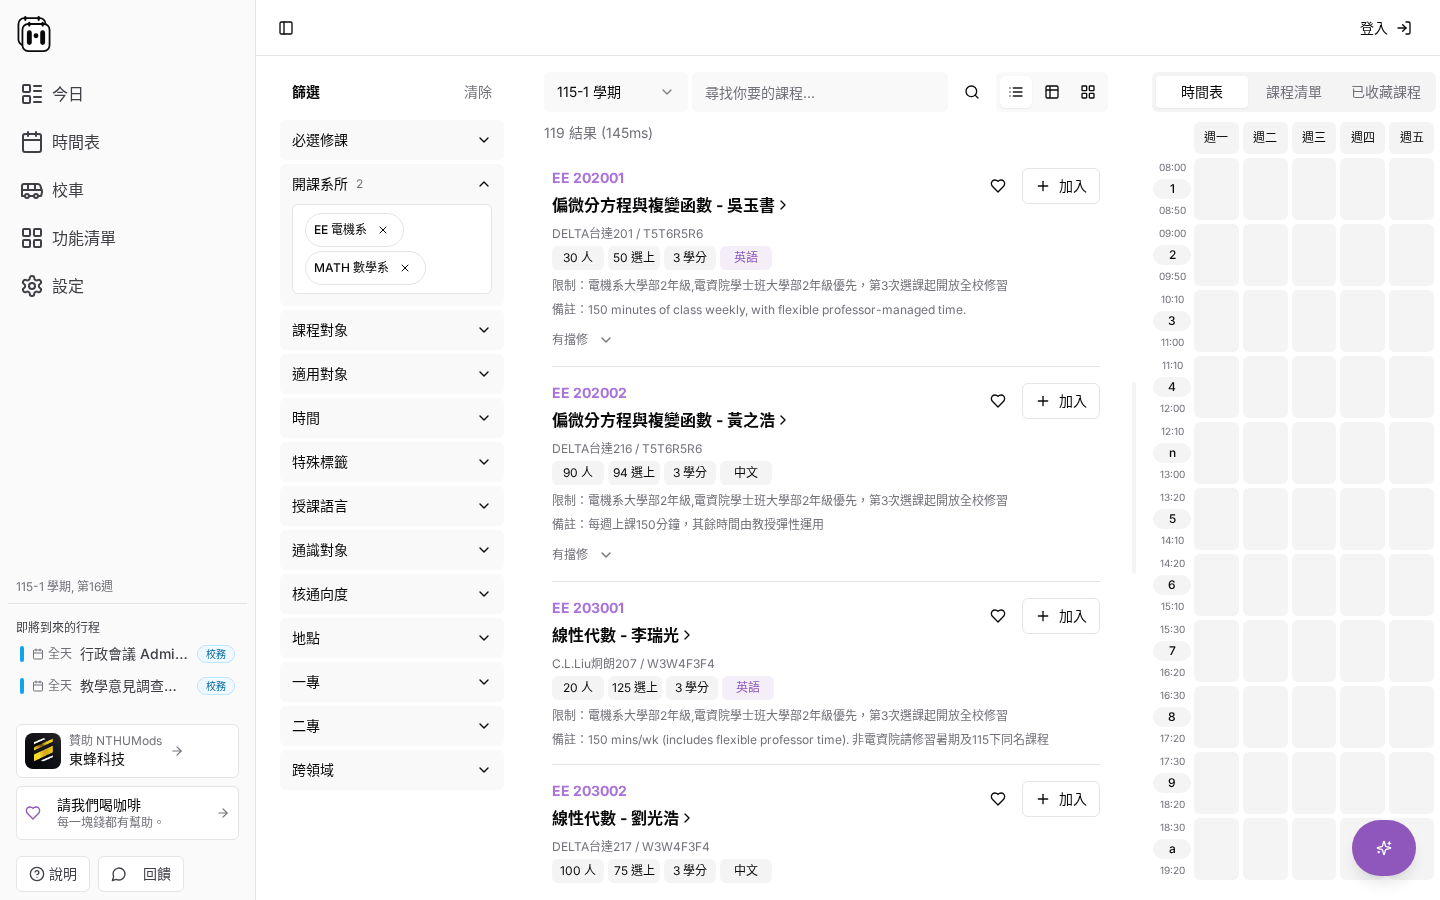 今日
時間表
校車
功能清單
設定
115-1 學期, 第16週
即將到來的行程
全天 行政會議 Admi... 校務
全天 教學意見調查... 校務
贊助 NTHUMods
東蜂科技
請我們喝咖啡
每一塊錢都有幫助。
說明
回饋
登入
篩選 清除
必選修課
開課系所 2
EE 電機系
MATH 數學系
課程對象
適用對象
時間
特殊標籤
授課語言
通識對象
核通向度
地點
一專
二專
跨領域
115-1 學期
尋找你要的課程...
119 結果 (145ms)
EE 202001
偏微分方程與複變函數 - 吳玉書
加入
DELTA台達201 / T5T6R5R6
30 人 50 選上 3 學分 英語
限制：電機系大學部2年級,電資院學士班大學部2年級優先，第3次選課起開放全校修習
備註：150 minutes of class weekly, with flexible professor-managed time.
有擋修
EE 202002
偏微分方程與複變函數 - 黃之浩
加入
DELTA台達216 / T5T6R5R6
90 人 94 選上 3 學分 中文
限制：電機系大學部2年級,電資院學士班大學部2年級優先，第3次選課起開放全校修習
備註：每週上課150分鐘，其餘時間由教授彈性運用
有擋修
EE 203001
線性代數 - 李瑞光
加入
C.L.Liu炯朗207 / W3W4F3F4
20 人 125 選上 3 學分 英語
限制：電機系大學部2年級,電資院學士班大學部2年級優先，第3次選課起開放全校修習
備註：150 mins/wk (includes flexible professor time). 非電資院請修習暑期及115下同名課程
EE 203002
線性代數 - 劉光浩
加入
DELTA台達217 / W3W4F3F4
100 人 75 選上 3 學分 中文
時間表 課程清單 已收藏課程
週一 週二 週三 週四 週五
08:00
1
08:50
09:00
2
09:50
10:10
3
11:00
11:10
4
12:00
12:10
n
13:00
13:20
5
14:10
14:20
6
15:10
15:30
7
16:20
16:30
8
17:20
17:30
9
18:20
18:30
a
19:20